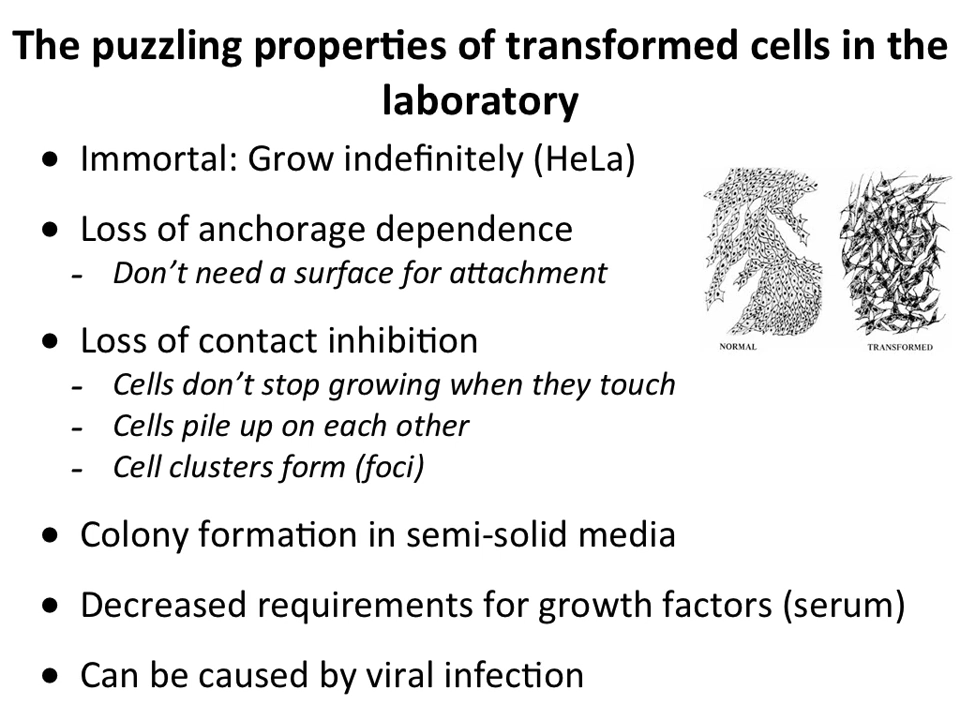 The puzzling properties of transformed cells in the
laboratory
• Immortal: Grow indefinitely (HeLa)
• Loss of anchorage dependence
- Don’t need a surface for attachment
• Loss of contact inhibition
- Cells don’t stop growing when they touch
- Cells pile up on each other
- Cell clusters form (foci)
• Colony formation in semi-solid media
• Decreased requirements for growth factors (serum)
• Can be caused by viral infection
NORMAL
TRANSFORMED